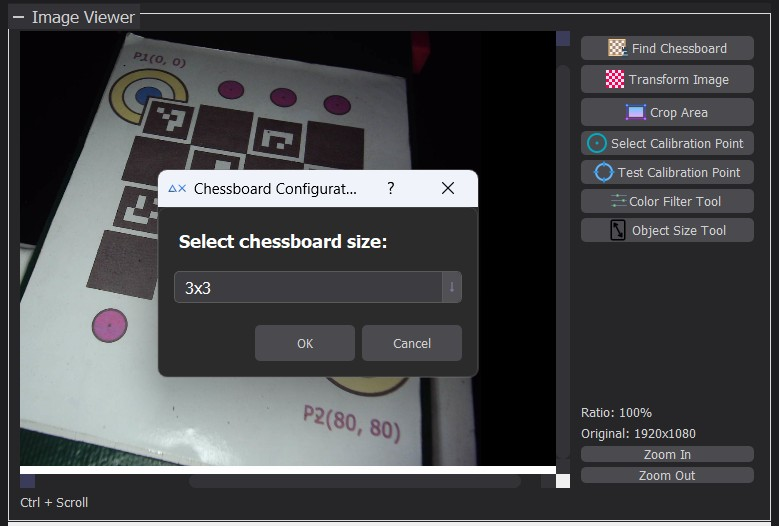 Image Viewer
P1(0, 0)
Chessboard Configurat...
?
Select chessboard size:
3x3
OK
Cancel
P2(80, 80)
Find Chessboard
Transform Image
Crop Area
Select Calibration Point
Test Calibration Point
Color Filter Tool
Object Size Tool
Ratio: 100%
Original: 1920x1080
Zoom In
Zoom Out
Ctrl + Scroll